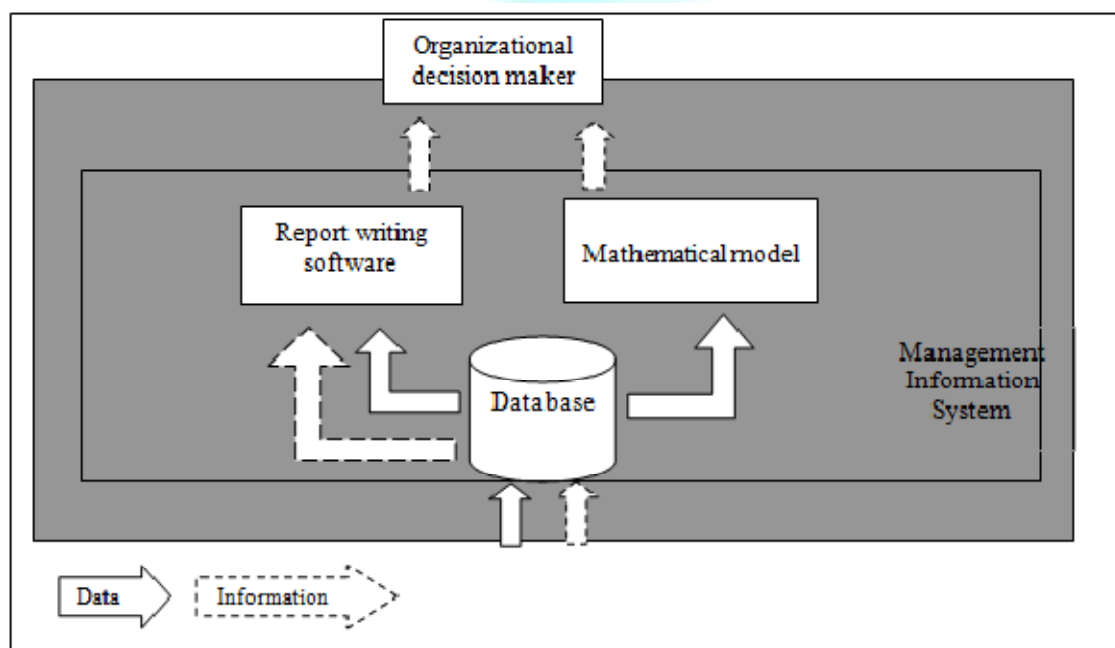 Organizational
decision maker
Report writing
software
Mathematical model
Management
Information
System
Database
Data
Information